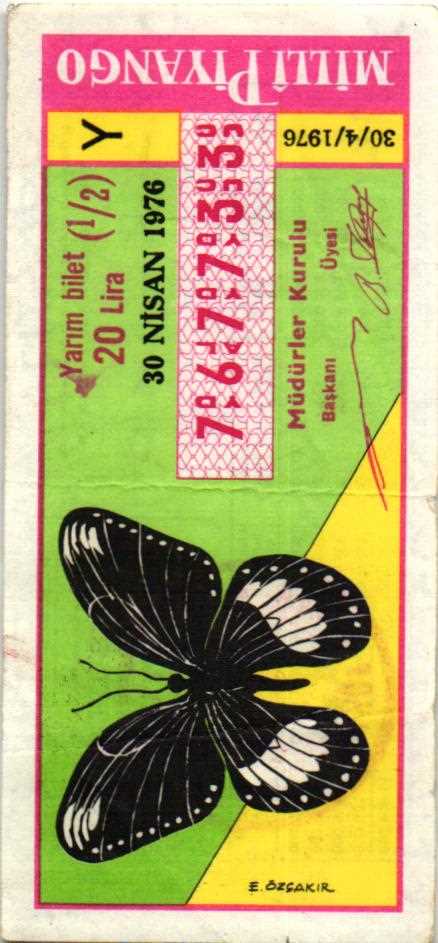 MİLLÎ PİYANGO
30/4/1976
Y
Yarım bilet (1/2)
20 Lira
30 NİSAN 1976
767733
Müdürler Kurulu
Başkanı Üyesi
E. ÖZÇAKIR